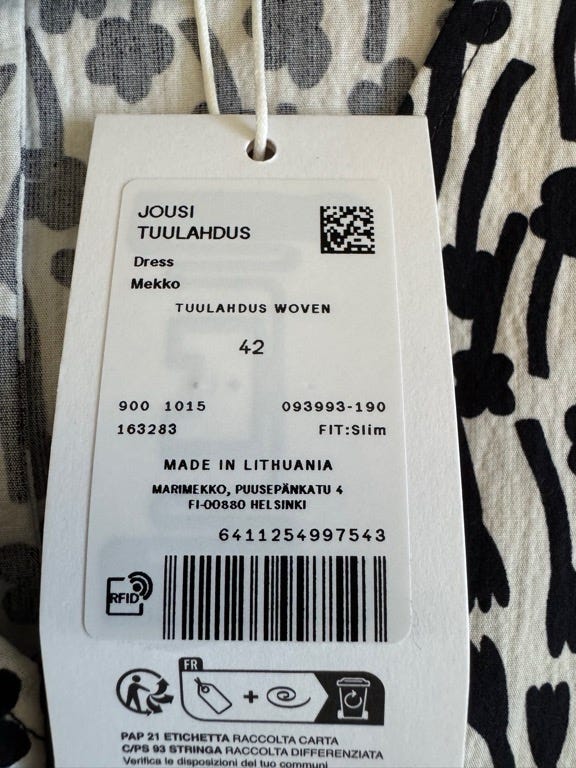 JOUSI
TUULAHDUS
Dress
Mekko
TUULAHDUS WOVEN
42
900 1015 093993-190
163283 FIT:Slim
MADE IN LITHUANIA
MARIMEKKO, PUUSEPÄNKATU 4
FI-00880 HELSINKI
6411254997543
RFID
FR
PAP 21 ETICHETTA RACCOLTA CARTA
C/PS 93 STRINGA RACCOLTA DIFFERENZIATA
Verifica le disposizioni del tuo comuni